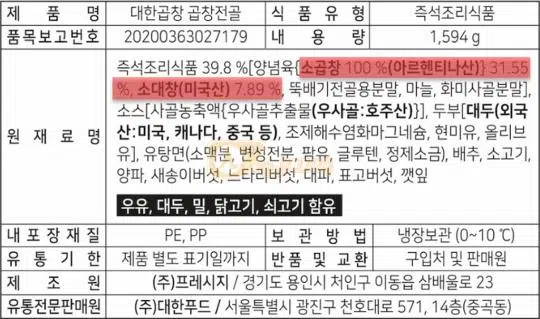 제품명 대한곱창 곱창전골 식품유형 즉석조리식품
품목보고번호 20200363027179 내용량 1,594 g
원재료명
즉석조리식품 39.8 %[양념육{소곱창 100 %(아르헨티나산)} 31.55
%, 소대창(미국산) 7.89 %, 뚝배기전골용분말, 마늘, 화미사골분말],
소스[사골농축액{우사골추출물(우사골:호주산)}], 두부[대두(외국
산:미국, 캐나다, 중국 등), 조제해수염화마그네슘, 현미유, 올리브
유], 유탕면(소맥분, 변성전분, 팜유, 글루텐, 정제소금), 배추, 소고기,
양파, 새송이버섯, 느타리버섯, 대파, 표고버섯, 깻잎
우유, 대두, 밀, 닭고기, 쇠고기 함유
내포장재질 PE, PP 보관방법 냉장보관 (0~10 ℃)
유통기한 제품 별도 표기일까지 반품 및 교환 구입처 및 판매원
제조원 (주)프레시지 / 경기도 용인시 처인구 이동읍 삼배울로 23
유통전문판매원 (주)대한푸드 / 서울특별시 광진구 천호대로 571, 14층(중곡동)